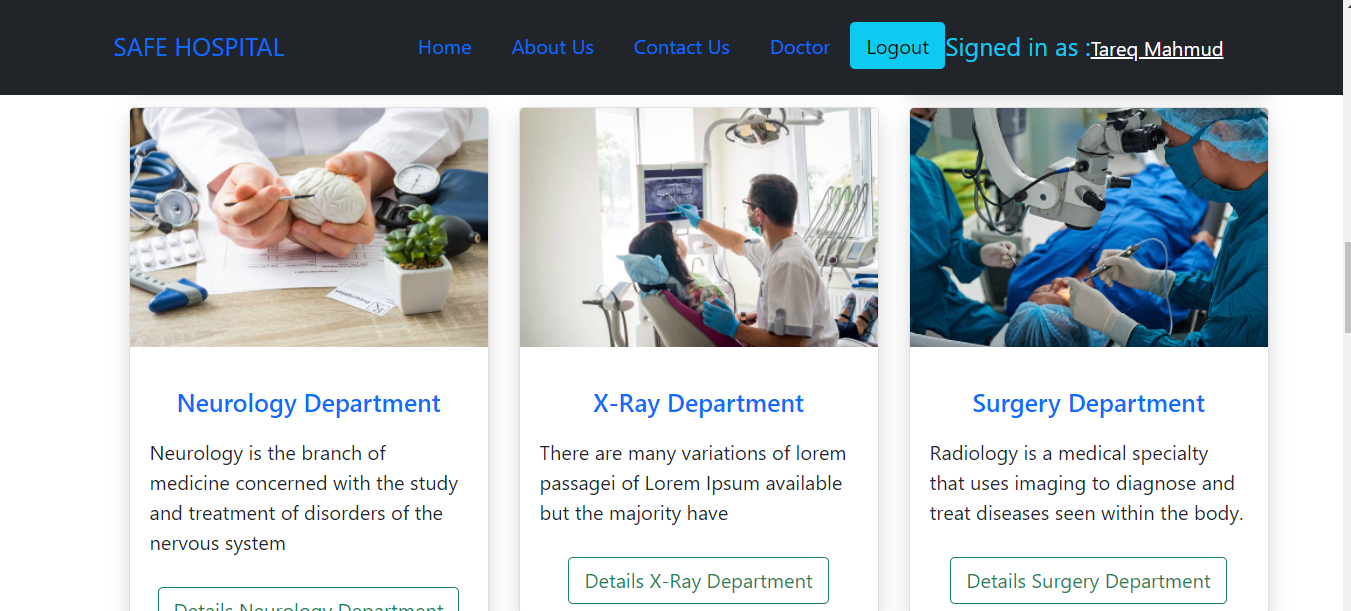 SAFE HOSPITAL Home About Us Contact Us Doctor Logout Signed in as :Tareq Mahmud
Neurology Department
Neurology is the branch of
medicine concerned with the study
and treatment of disorders of the
nervous system
Details Neurology Department
X-Ray Department
There are many variations of lorem
passagei of Lorem Ipsum available
but the majority have
Details X-Ray Department
Surgery Department
Radiology is a medical specialty
that uses imaging to diagnose and
treat diseases seen within the body.
Details Surgery Department